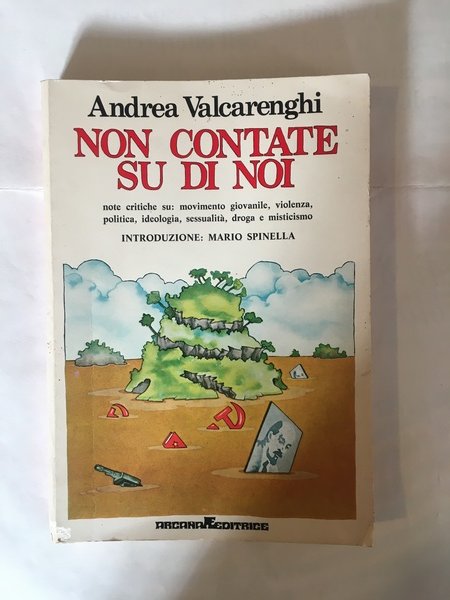 Andrea Valcarenghi
NON CONTATE
SU DI NOI
note critiche su: movimento giovanile, violenza,
politica, ideologia, sessualità, droga e misticismo
INTRODUZIONE: MARIO SPINELLA
ARCANA EDITRICE